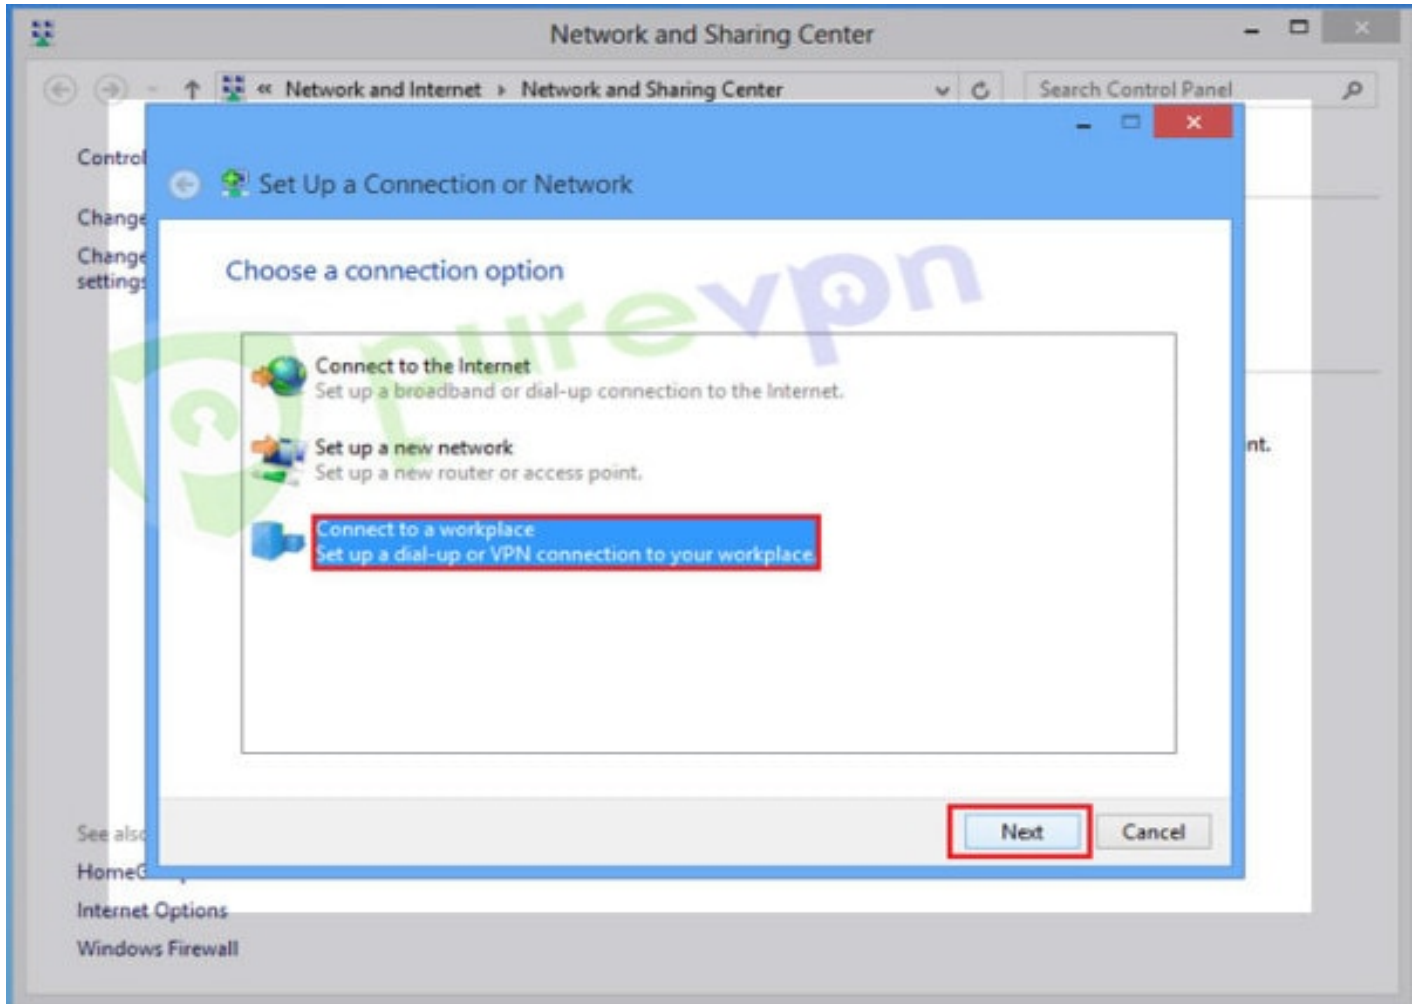 Network and Sharing Center
« Network and Internet Network and Sharing Center
Search Control Panel
Control
Set Up a Connection or Network
Change
Change
settings
Choose a connection option
purevpn
Connect to the Internet
Set up a broadband or dial-up connection to the Internet.
Set up a new network
Set up a new router or access point.
nt.
Connect to a workplace
Set up a dial-up or VPN connection to your workplace.
Next
Cancel
See also
HomeG
Internet Options
Windows Firewall